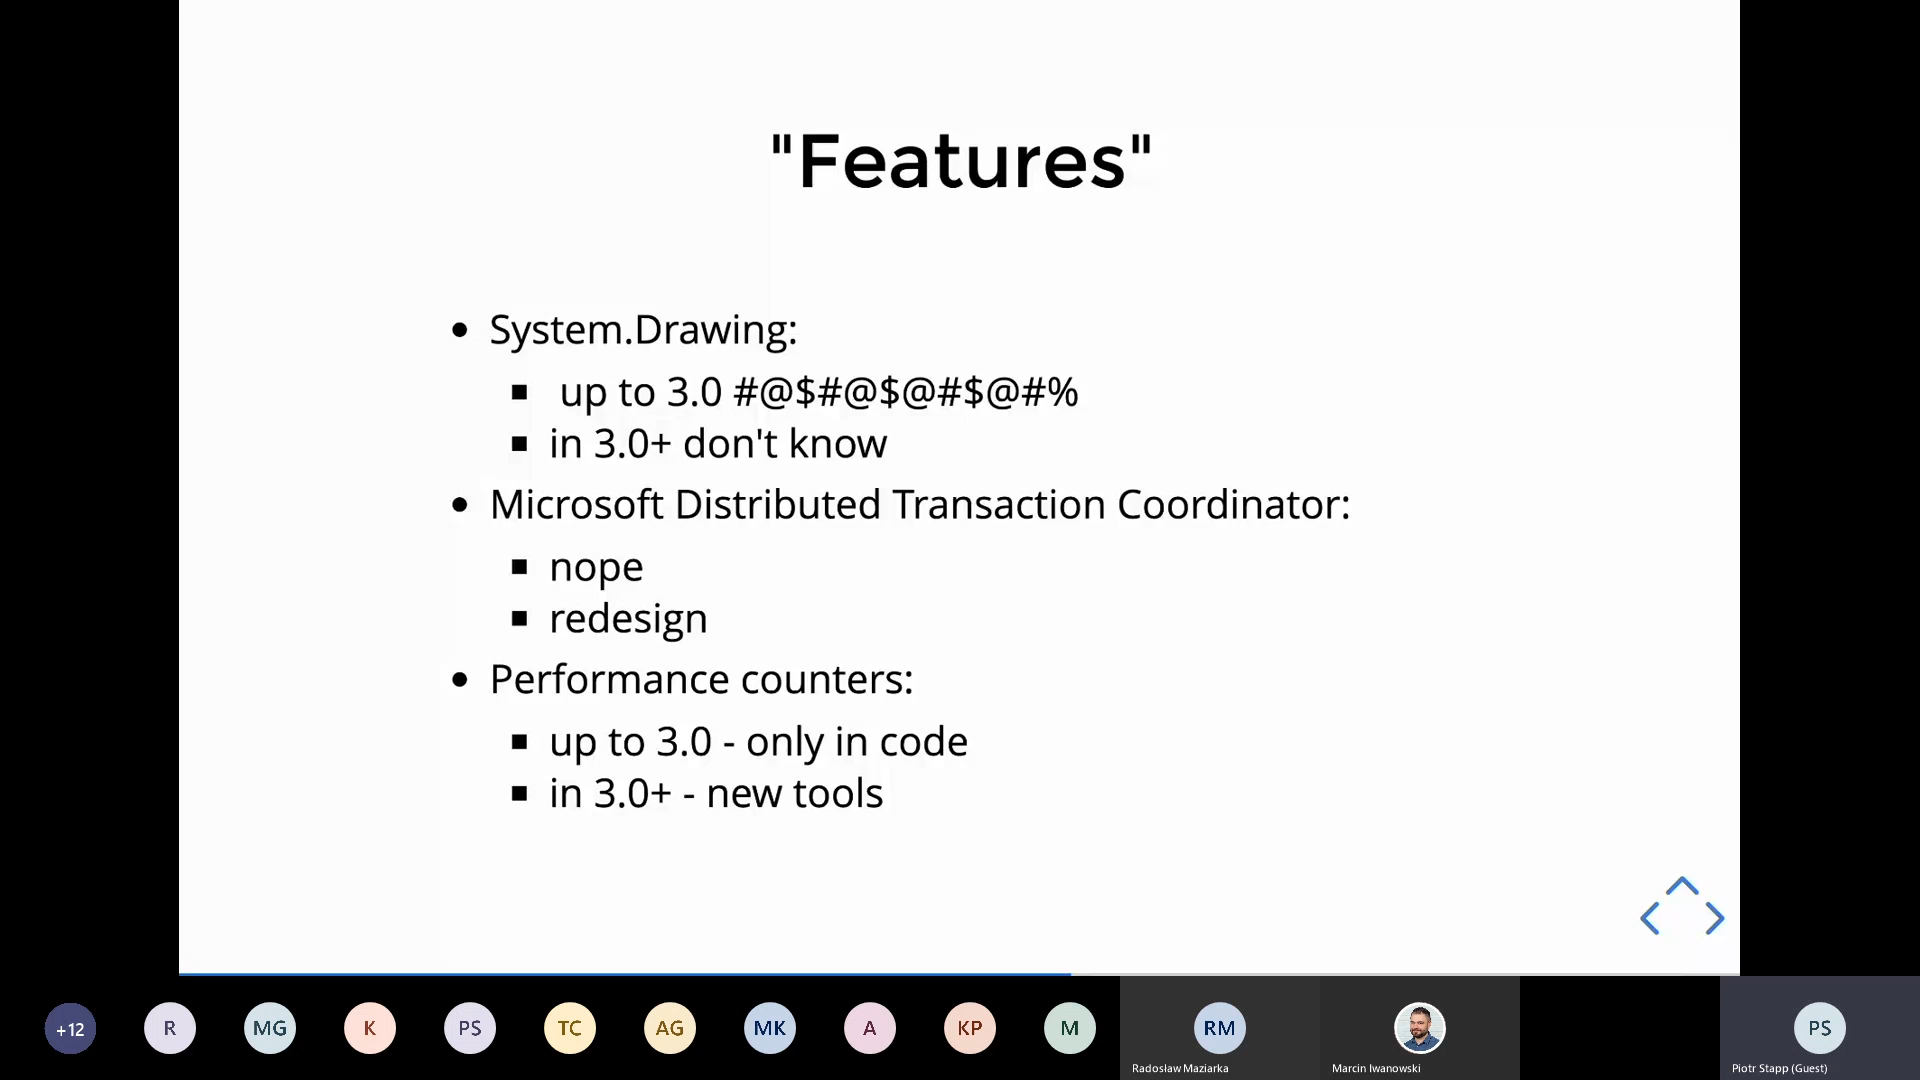 "Features"
System.Drawing:
up to 3.0 #@$#@$@#$@#%
in 3.0+ don't know
Microsoft Distributed Transaction Coordinator:
nope
redesign
Performance counters:
up to 3.0 - only in code
in 3.0+ - new tools
+12
R
MG
K
PS
TC
AG
MK
A
KP
M
RM
PS
Radosław Maziarka
Marcin Iwanowski
Piotr Stapp (Guest)